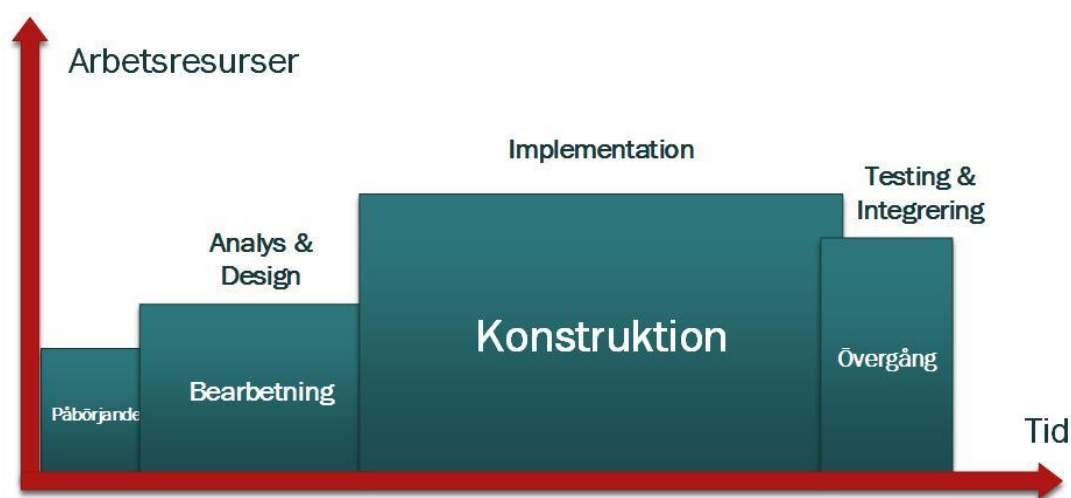 Arbetsresurser
Implementation
Testing &
Integrering
Analys &
Design
Konstruktion
Övergång
Bearbetning
Påbörjande
Tid